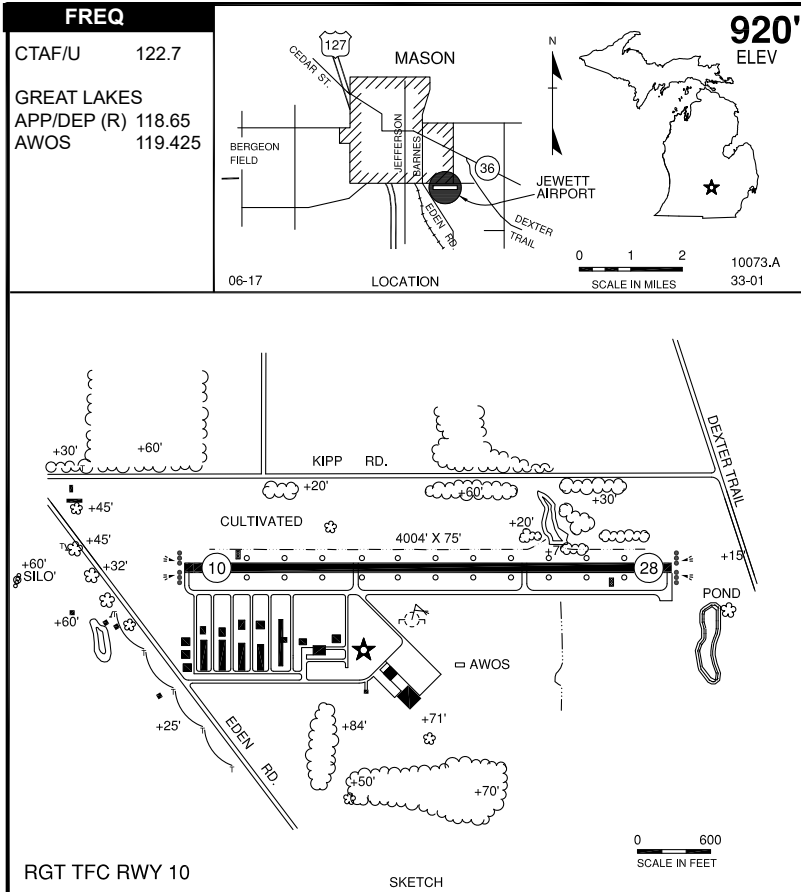 FREQ
CTAF/U 122.7
GREAT LAKES
APP/DEP (R) 118.65
AWOS 119.425
127
MASON
CEDAR ST.
BERGEON
FIELD
JEFFERSON
BARNES
36
JEWETT
AIRPORT
EDEN RD.
DEXTER
TRAIL
06-17
LOCATION
N
920'
ELEV
0 1 2
SCALE IN MILES
10073.A
33-01
+30'
+60'
KIPP RD.
DEXTER TRAIL
+20'
+60'
+30'
+45'
CULTIVATED
+20'
4004' X 75'
+45'
+7'
+15'
+32'
+60'
SILO'
10
28
POND
+60'
AWOS
+25'
EDEN RD.
+84'
+71'
+50'
+70'
0 600
SCALE IN FEET
RGT TFC RWY 10
SKETCH